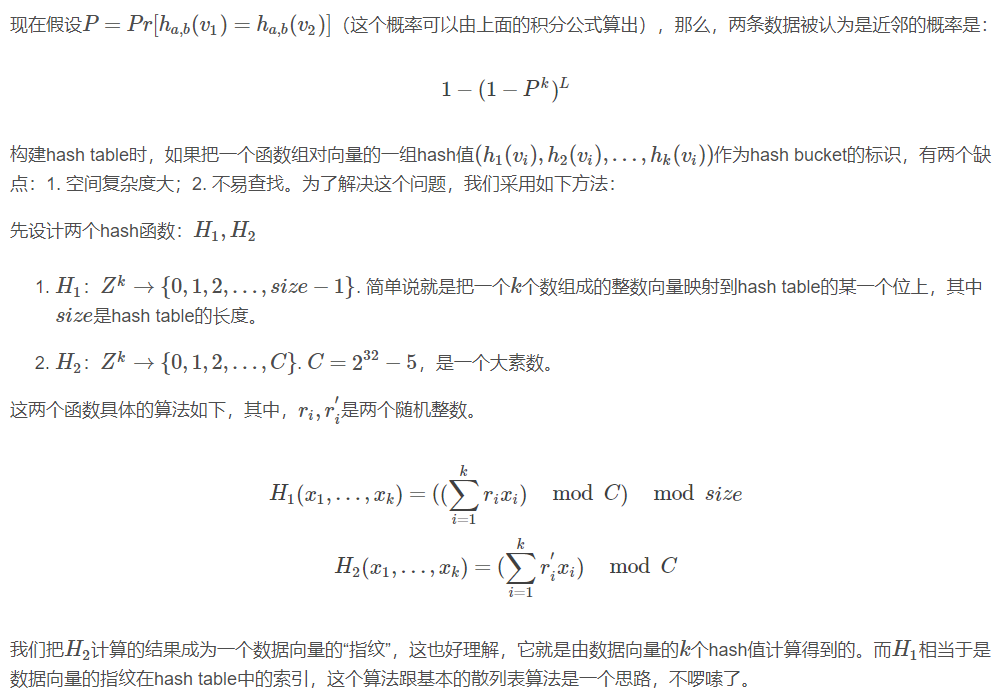 现在假设P = Pr[h_{a,b}(v_1) = h_{a,b}(v_2)]（这个概率可以由上面的积分公式算出），那么，两条数据被认为是近邻的概率是：
1 − (1 − P^k)^L
构建hash table时，如果把一个函数组对向量的一组hash值(h_1(v_i), h_2(v_i), . . . , h_k(v_i))作为hash bucket的标识，有两个缺
点：1. 空间复杂度大；2. 不易查找。为了解决这个问题，我们采用如下方法：
先设计两个hash函数：H_1, H_2
1. H_1：Z^k → {0, 1, 2, . . . , size − 1}. 简单说就是把一个k个数组成的整数向量映射到hash table的某一个位上，其中
size是hash table的长度。
2. H_2：Z^k → {0, 1, 2, . . . , C}. C = 2^{32} − 5，是一个大素数。
这两个函数具体的算法如下，其中，r_i, r_i^'是两个随机整数。
H_1(x_1, . . . , x_k) = ((∑_{i=1}^{k} r_i x_i) mod C) mod size
H_2(x_1, . . . , x_k) = (∑_{i=1}^{k} r_i^' x_i) mod C
我们把H_2计算的结果成为一个数据向量的“指纹”，这也好理解，它就是由数据向量的k个hash值计算得到的。而H_1相当于是
数据向量的指纹在hash table中的索引，这个算法跟基本的散列表算法是一个思路，不啰嗦了。